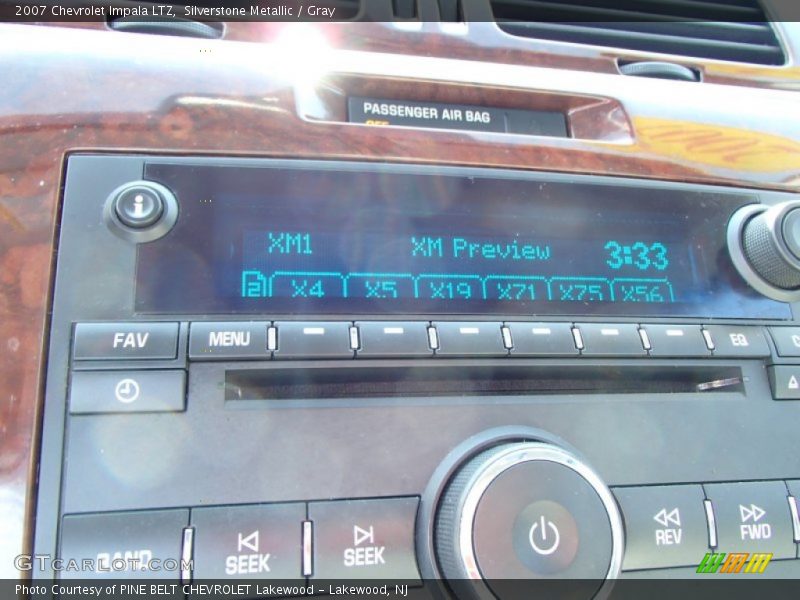 2007 Chevrolet Impala LTZ, Silverstone Metallic / Gray
PASSENGER AIR BAG
OFF
XM1 XM Preview 3:33
2 X4 X5 X19 X71 X75 X56
FAV MENU EQ
BAND SEEK SEEK REV FWD
GTCarLot.com
Photo Courtesy of PINE BELT CHEVROLET Lakewood - Lakewood, NJ